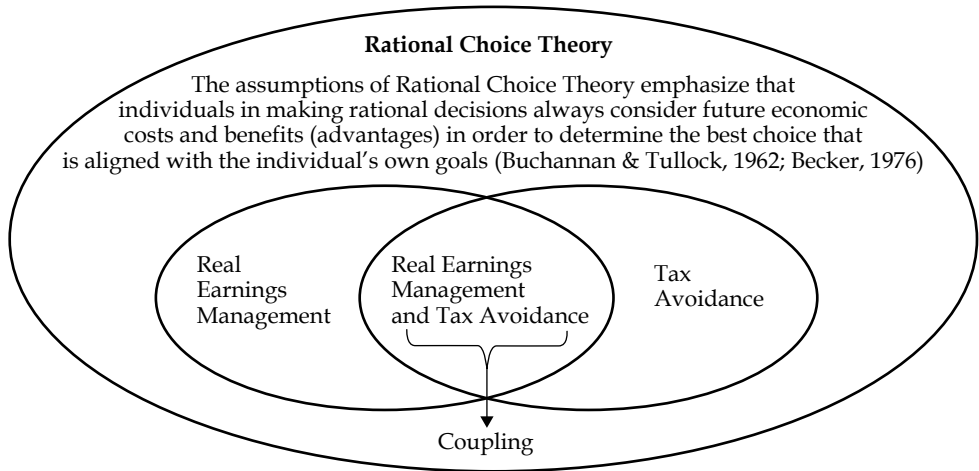 Rational Choice Theory
The assumptions of Rational Choice Theory emphasize that
individuals in making rational decisions always consider future economic
costs and benefits (advantages) in order to determine the best choice that
is aligned with the individual's own goals (Buchannan & Tullock, 1962; Becker, 1976)
Real
Earnings
Management
Real Earnings
Management
and Tax Avoidance
Tax
Avoidance
Coupling